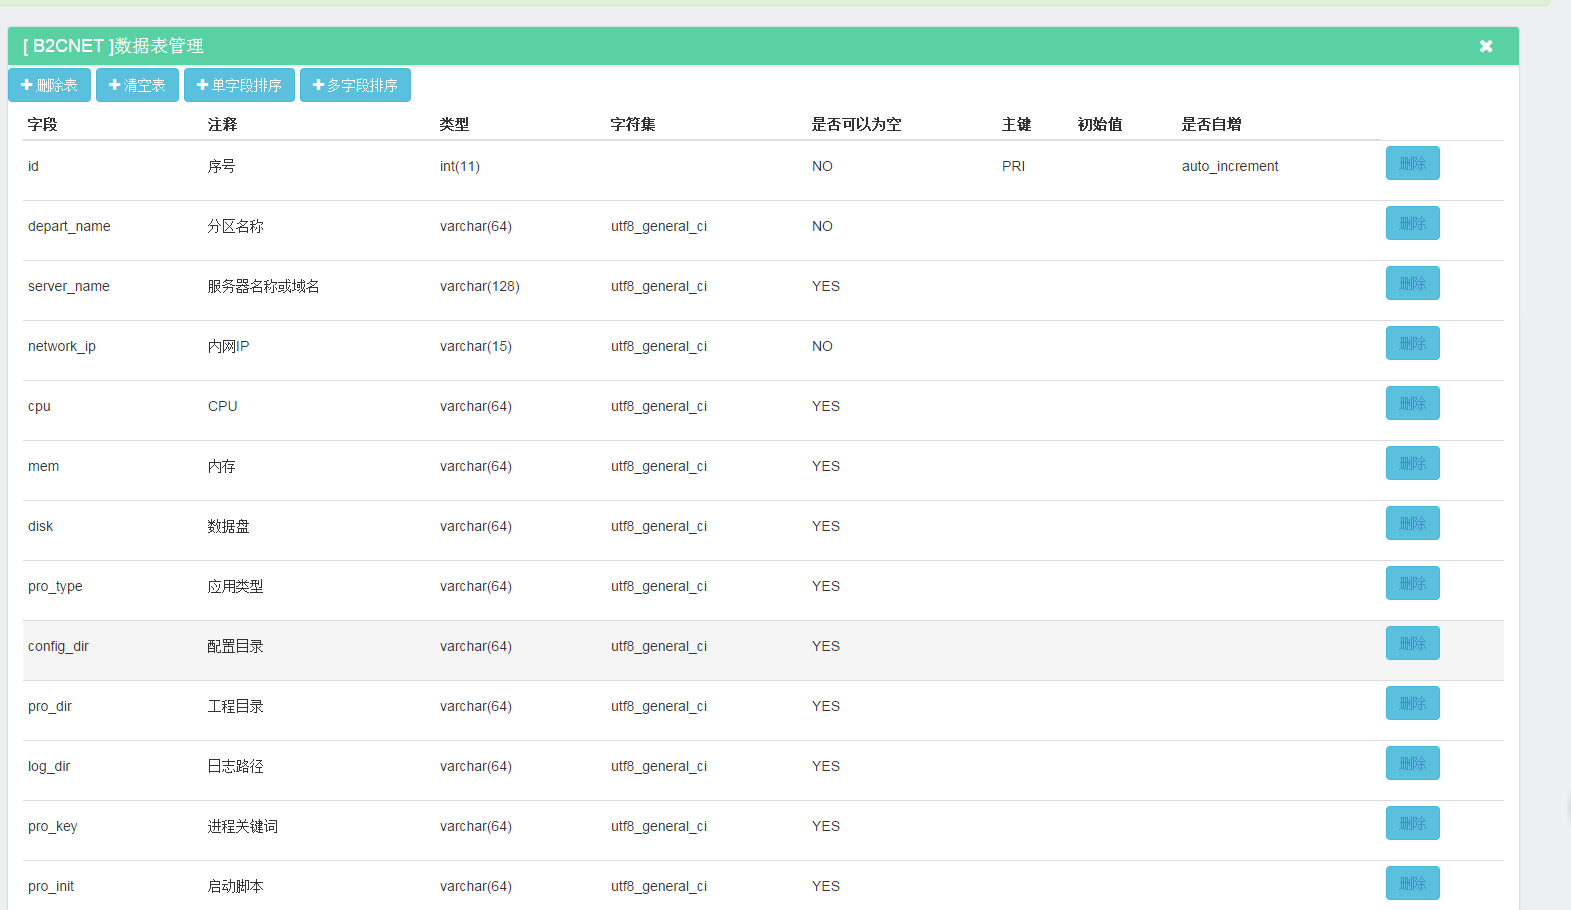 [ B2CNET ]数据表管理
删除表 清空表 单字段排序 多字段排序
字段 注释 类型 字符集 是否可以为空 主键 初始值 是否自增
id 序号 int(11) NO PRI auto_increment 删除
depart_name 分区名称 varchar(64) utf8_general_ci NO 删除
server_name 服务器名称或域名 varchar(128) utf8_general_ci YES 删除
network_ip 内网IP varchar(15) utf8_general_ci NO 删除
cpu CPU varchar(64) utf8_general_ci YES 删除
mem 内存 varchar(64) utf8_general_ci YES 删除
disk 数据盘 varchar(64) utf8_general_ci YES 删除
pro_type 应用类型 varchar(64) utf8_general_ci YES 删除
config_dir 配置目录 varchar(64) utf8_general_ci YES 删除
pro_dir 工程目录 varchar(64) utf8_general_ci YES 删除
log_dir 日志路径 varchar(64) utf8_general_ci YES 删除
pro_key 进程关键词 varchar(64) utf8_general_ci YES 删除
pro_init 启动脚本 varchar(64) utf8_general_ci YES 删除